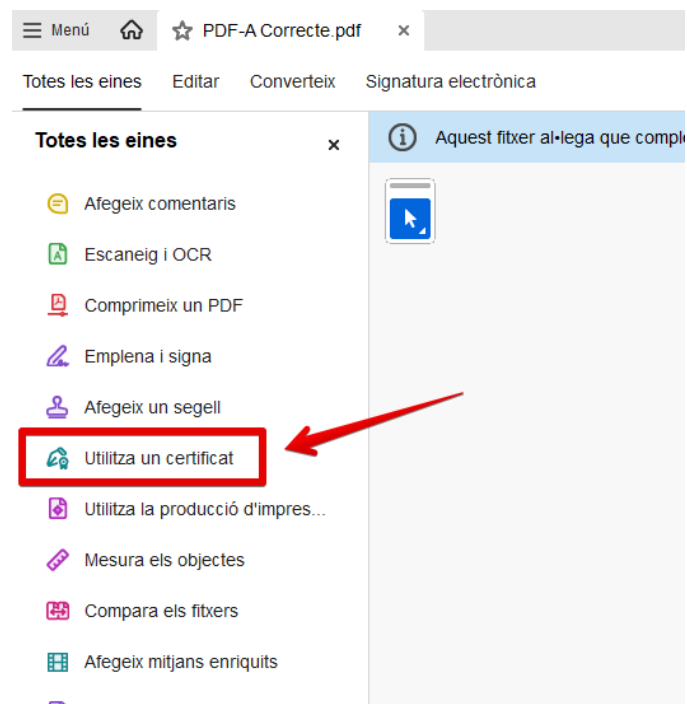 Menú
PDF-A Correcte.pdf
Totes les eines Editar Converteix Signatura electrònica
Totes les eines
Aquest fitxer al•lega que
Afegeix comentaris
Escaneig i OCR
Comprimeix un PDF
Emplena i signa
Afegeix un segell
Utilitza un certificat
Utilitza la producció d'impres...
Mesura els objectes
Compara els fitxers
Afegeix mitjans enriquits